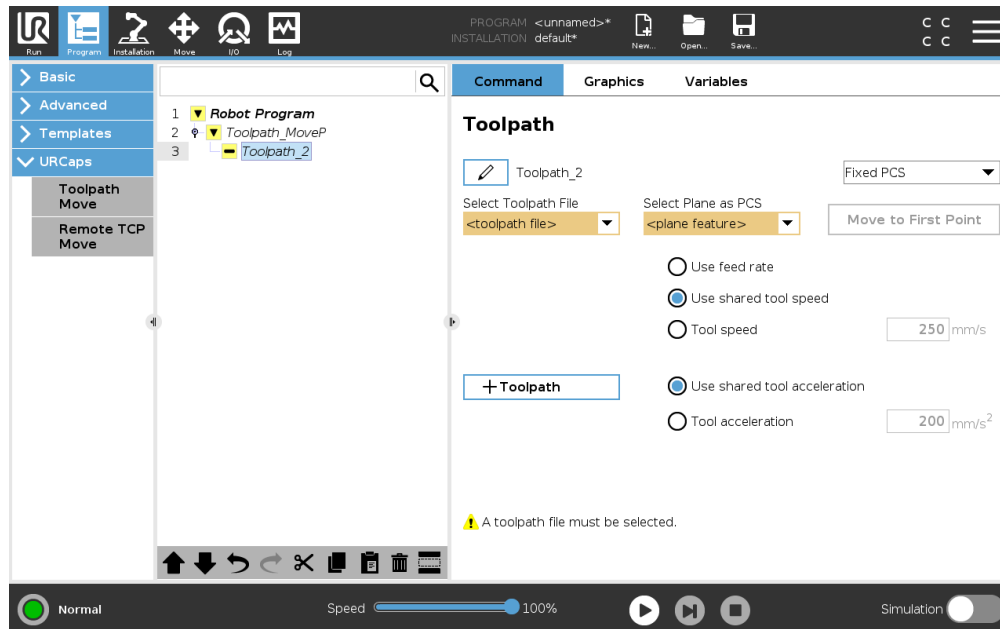 UR
Run
Program
Installation
Move
I/O
Log
PROGRAM <unnamed>*
INSTALLATION default*
New...
Open...
Save...
C C
C C
Basic
Advanced
Templates
URCaps
Toolpath
Move
Remote TCP
Move
1 Robot Program
2 Toolpath_MoveP
3 Toolpath_2
Command Graphics Variables
Toolpath
Toolpath_2
Fixed PCS
Select Toolpath File
Select Plane as PCS
<toolpath file>
<plane feature>
Move to First Point
Use feed rate
Use shared tool speed
Tool speed 250 mm/s
+Toolpath
Use shared tool acceleration
Tool acceleration 200 mm/s²
A toolpath file must be selected.
Normal
Speed 100%
Simulation